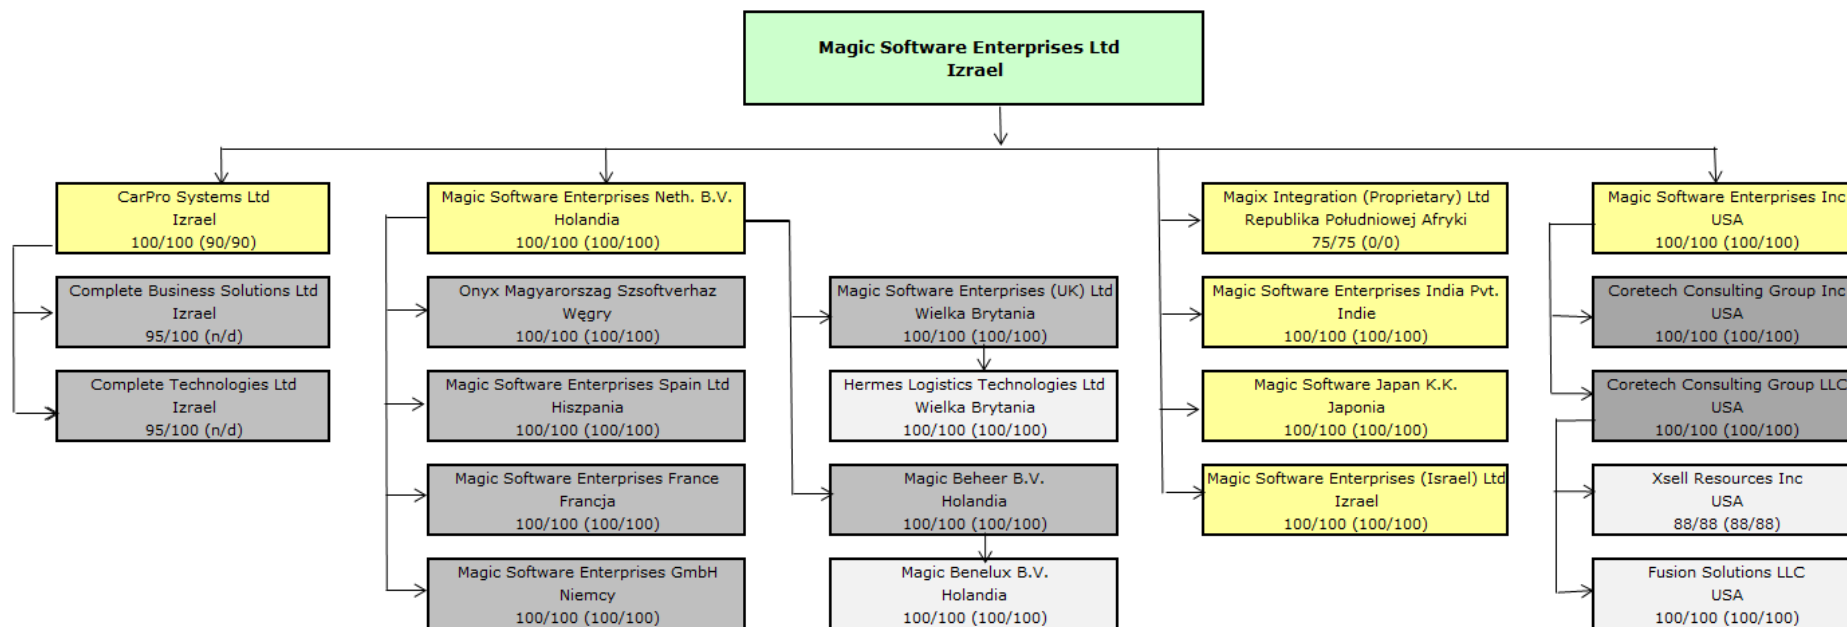 Magic Software Enterprises Ltd
Izrael
CarPro Systems Ltd
Izrael
100/100 (90/90)
Magic Software Enterprises Neth. B.V.
Holandia
100/100 (100/100)
Magix Integration (Proprietary) Ltd
Republika Południowej Afryki
75/75 (0/0)
Magic Software Enterprises Inc
USA
100/100 (100/100)
Complete Business Solutions Ltd
Izrael
95/100 (n/d)
Onyx Magyarorszag Szsoftverhaz
Węgry
100/100 (100/100)
Magic Software Enterprises (UK) Ltd
Wielka Brytania
100/100 (100/100)
Magic Software Enterprises India Pvt.
Indie
100/100 (100/100)
Coretech Consulting Group Inc
USA
100/100 (100/100)
Complete Technologies Ltd
Izrael
95/100 (n/d)
Magic Software Enterprises Spain Ltd
Hiszpania
100/100 (100/100)
Hermes Logistics Technologies Ltd
Wielka Brytania
100/100 (100/100)
Magic Software Japan K.K.
Japonia
100/100 (100/100)
Coretech Consulting Group LLC
USA
100/100 (100/100)
Magic Software Enterprises France
Francja
100/100 (100/100)
Magic Beheer B.V.
Holandia
100/100 (100/100)
Magic Software Enterprises (Israel) Ltd
Izrael
100/100 (100/100)
Xsell Resources Inc
USA
88/88 (88/88)
Magic Software Enterprises GmbH
Niemcy
100/100 (100/100)
Magic Benelux B.V.
Holandia
100/100 (100/100)
Fusion Solutions LLC
USA
100/100 (100/100)